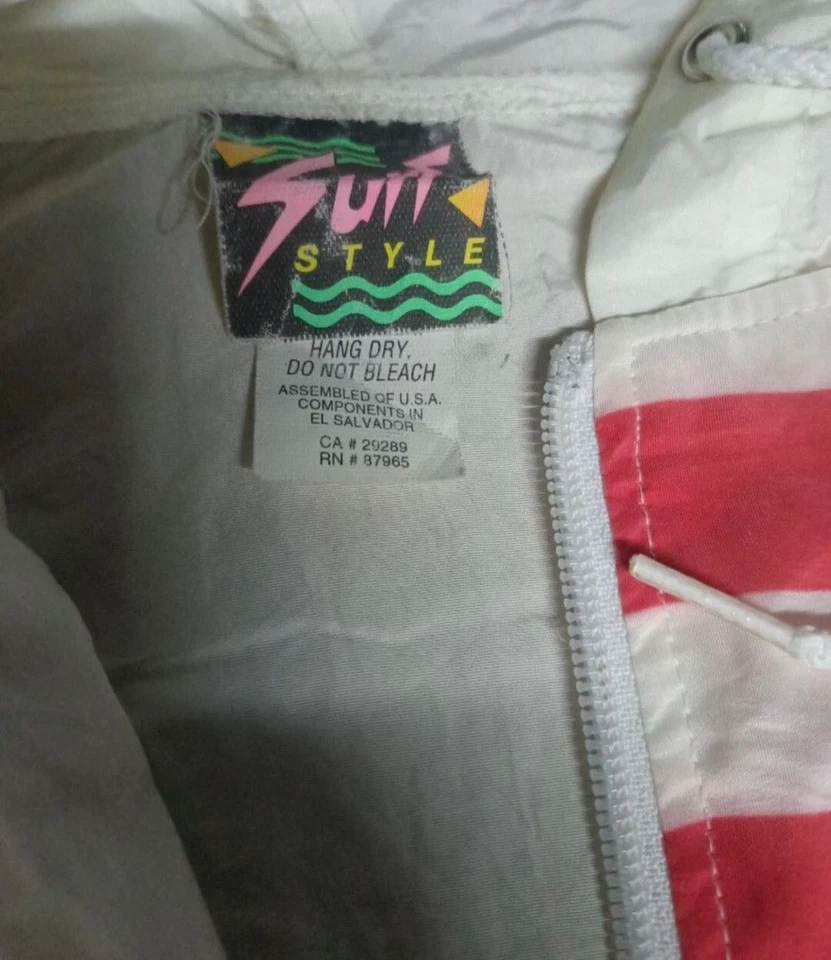 Surf
STYLE
HANG DRY.
DO NOT BLEACH
ASSEMBLED OF U.S.A.
COMPONENTS IN
EL SALVADOR
CA # 29289
RN # 87965